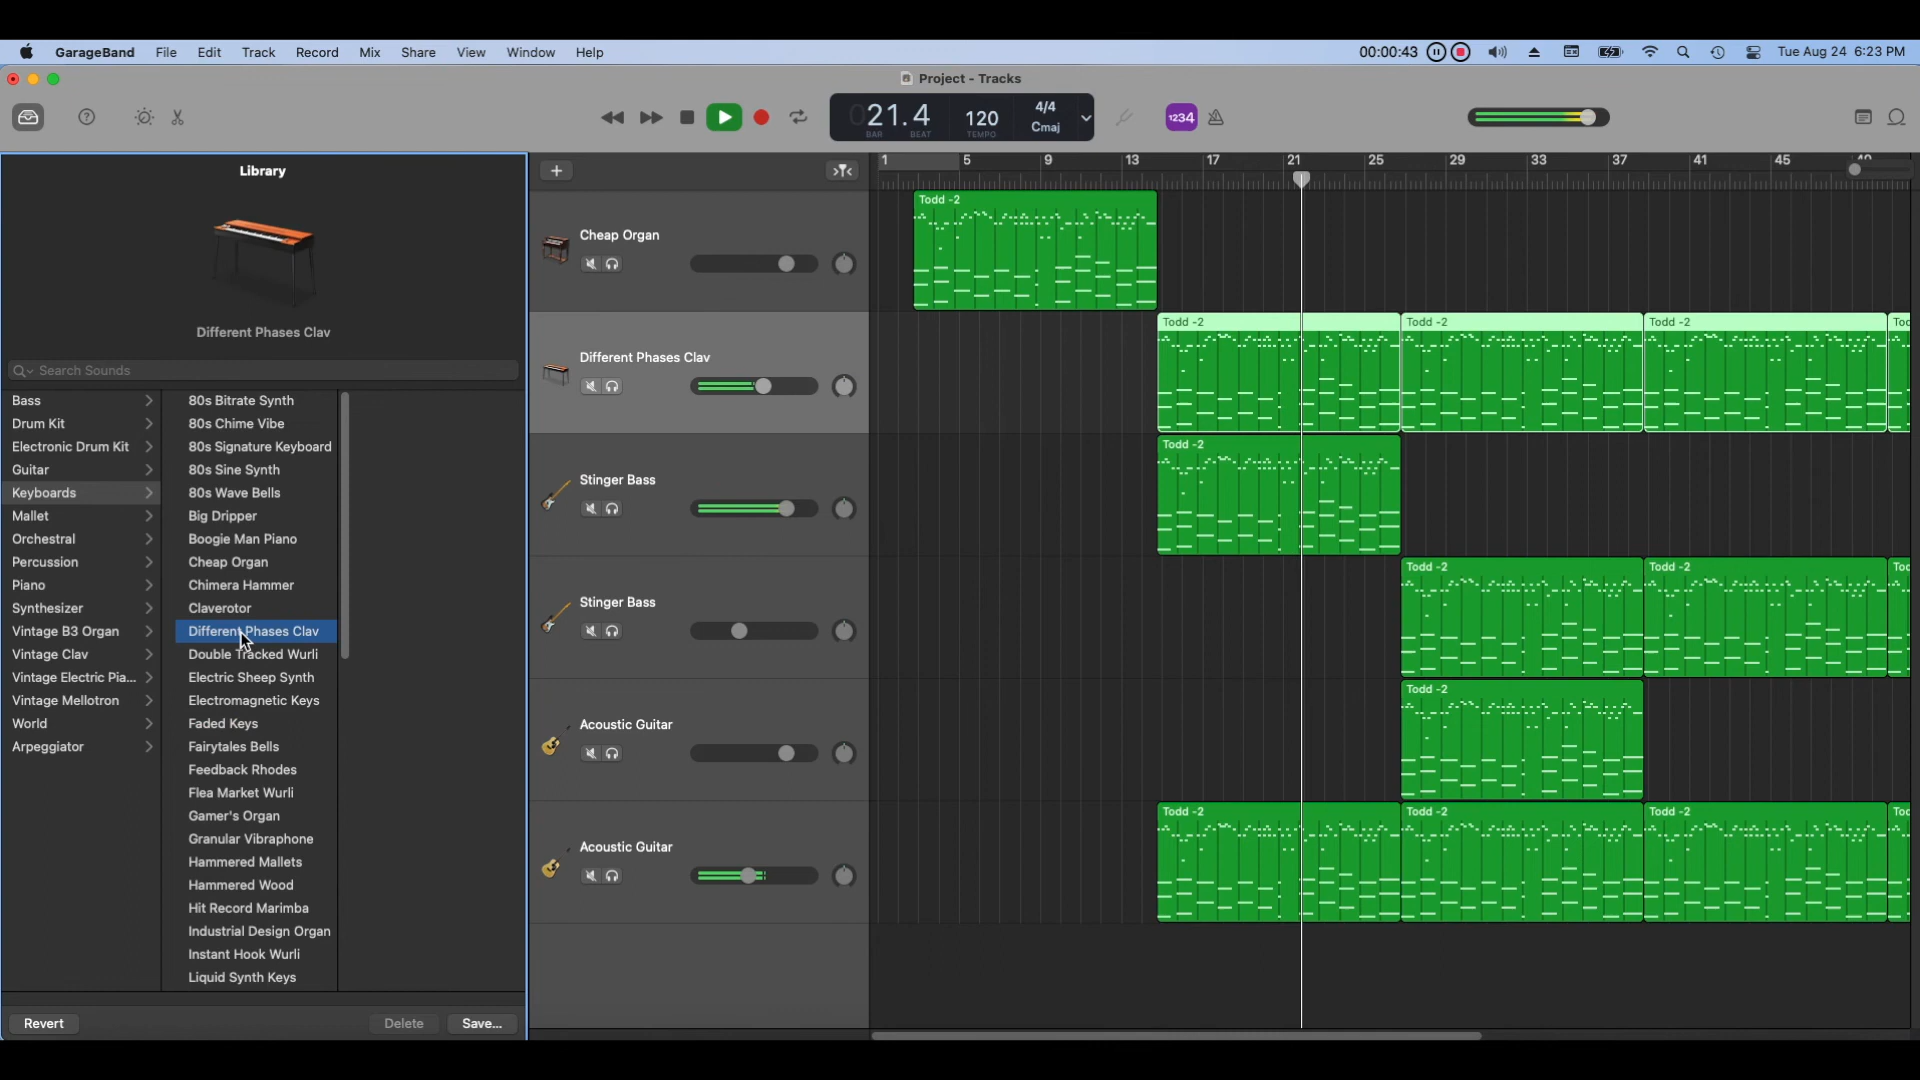 GarageBand File Edit Track Record Mix Share View Window Help 00:00:43 Tue Aug 24 6:23 PM
Project - Tracks
021.4 120 4/4
Cmaj
BAR BEAT TEMPO
1234
Library
1 5 9 13 17 21 25 29 33 37 41 45
Different Phases Clav
Search Sounds
Bass
Drum Kit
Electronic Drum Kit
Guitar
Keyboards
Mallet
Orchestral
Percussion
Piano
Synthesizer
Vintage B3 Organ
Vintage Clav
Vintage Electric Pia...
Vintage Mellotron
World
Arpeggiator
80s Bitrate Synth
80s Chime Vibe
80s Signature Keyboard
80s Sine Synth
80s Wave Bells
Big Dripper
Boogie Man Piano
Cheap Organ
Chimera Hammer
Claverotor
Different Phases Clav
Double Tracked Wurli
Electric Sheep Synth
Electromagnetic Keys
Faded Keys
Fairytales Bells
Feedback Rhodes
Flea Market Wurli
Gamer's Organ
Granular Vibraphone
Hammered Mallets
Hammered Wood
Hit Record Marimba
Industrial Design Organ
Instant Hook Wurli
Liquid Synth Keys
Revert Delete Save...
Cheap Organ
Different Phases Clav
Stinger Bass
Stinger Bass
Acoustic Guitar
Acoustic Guitar
Todd -2
Todd -2 Todd -2 Todd -2
Todd -2
Todd -2 Todd -2
Todd -2
Todd -2 Todd -2 Todd -2